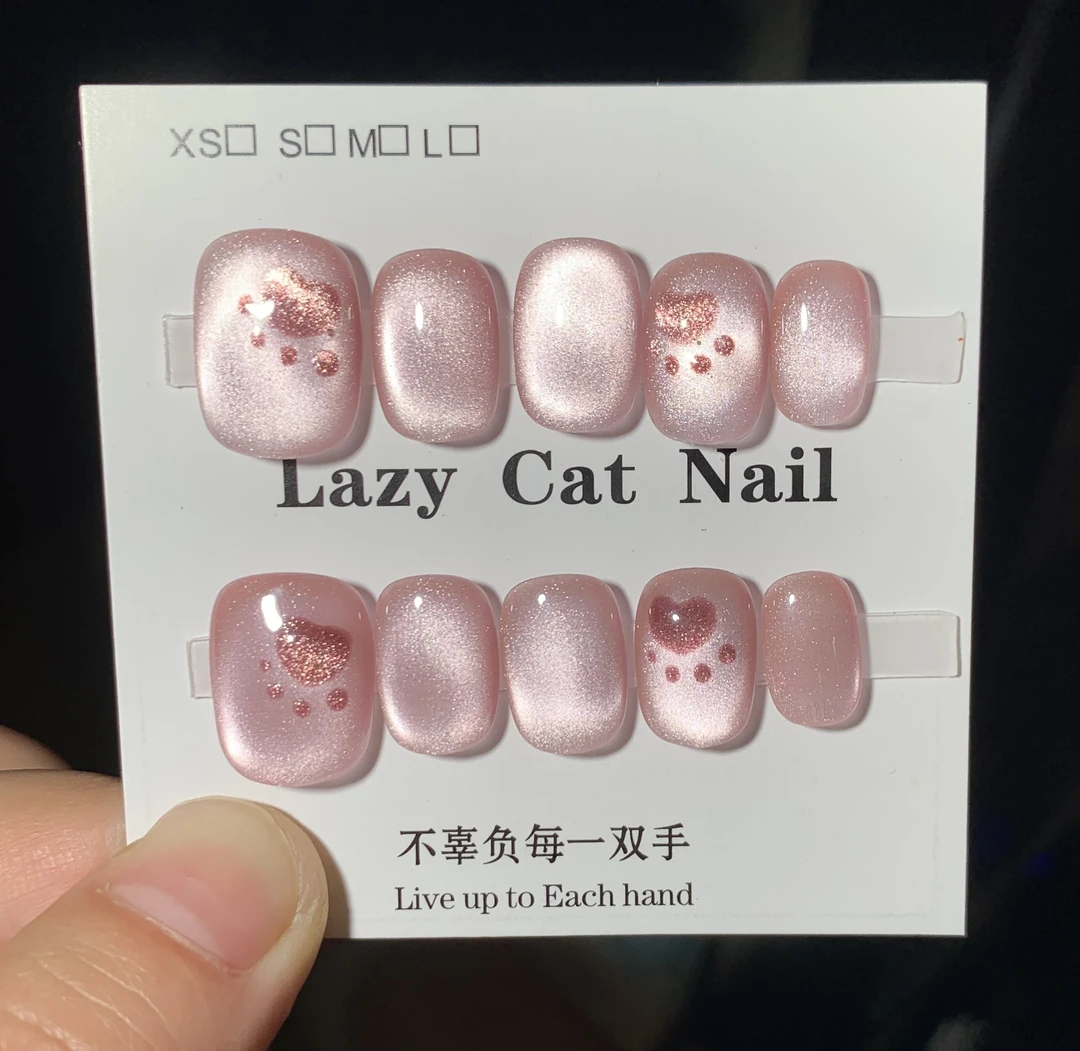 XS□ S□ M□ L□
Lazy Cat Nail
不辜负每一双手
Live up to Each hand